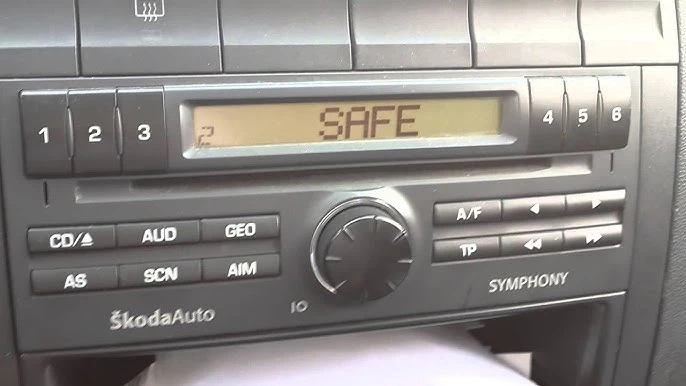 SAFE
2
1 2 3
4 5 6
CD/⏏ AUD GEO
AS SCN AIM
A/F ◀ ▶
TP ◀◀ ▶▶
IO
ŠkodaAuto
SYMPHONY